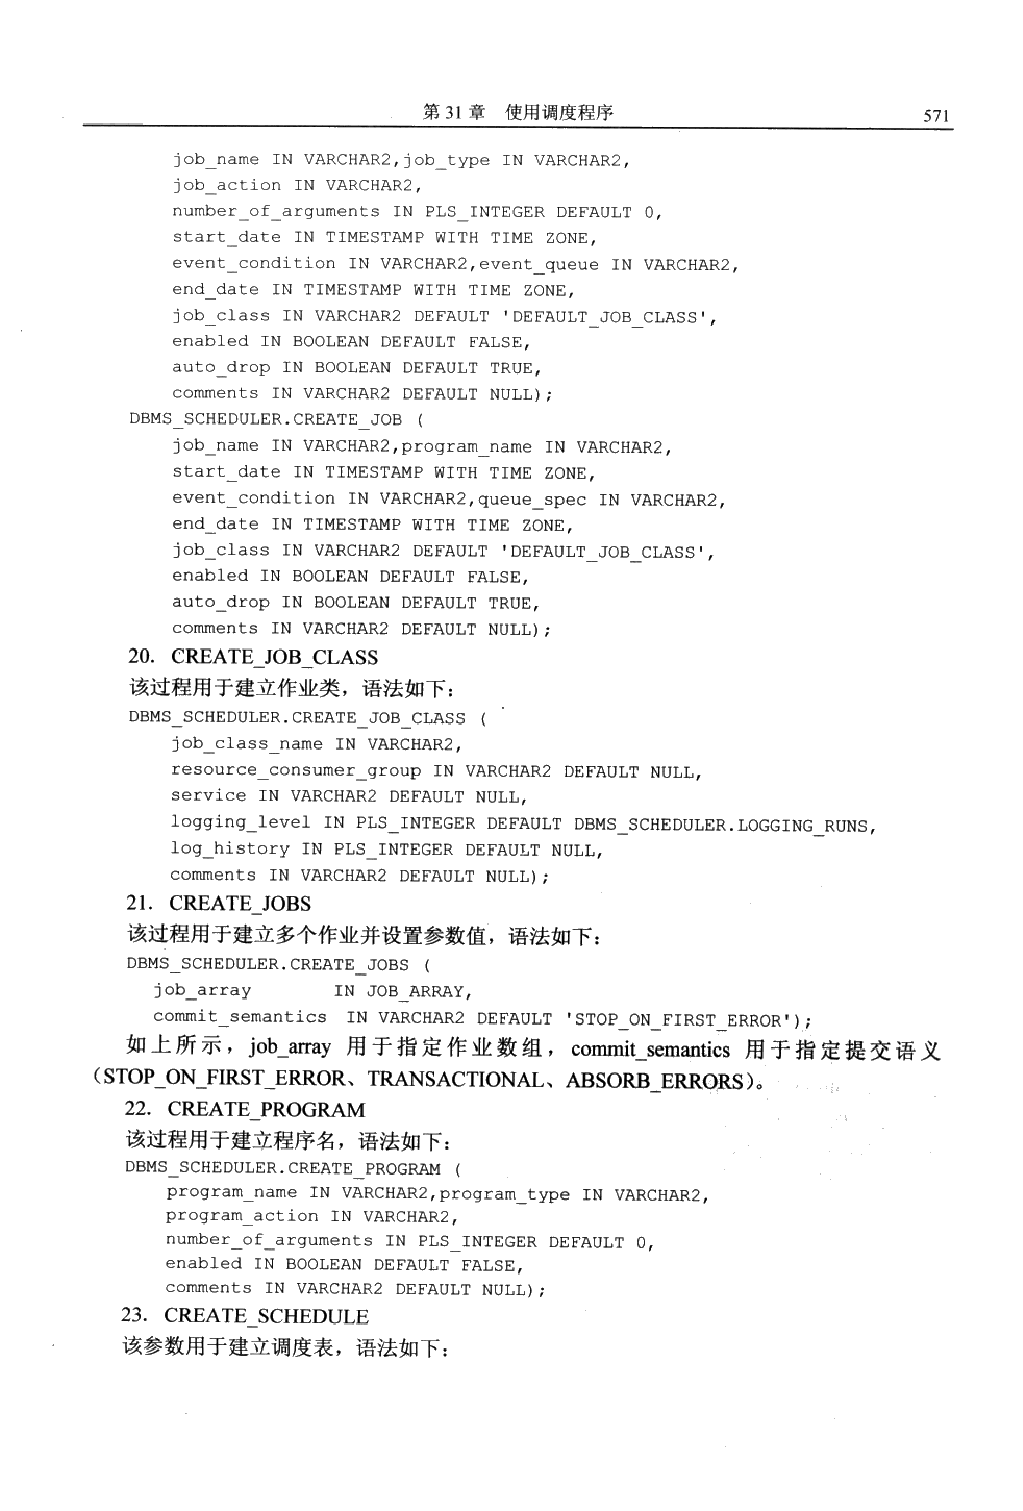 第 31 章　使用调度程序　571
job_name IN VARCHAR2,job_type IN VARCHAR2,
job_action IN VARCHAR2,
number_of_arguments IN PLS_INTEGER DEFAULT 0,
start_date IN TIMESTAMP WITH TIME ZONE,
event_condition IN VARCHAR2,event_queue IN VARCHAR2,
end_date IN TIMESTAMP WITH TIME ZONE,
job_class IN VARCHAR2 DEFAULT 'DEFAULT_JOB_CLASS',
enabled IN BOOLEAN DEFAULT FALSE,
auto_drop IN BOOLEAN DEFAULT TRUE,
comments IN VARCHAR2 DEFAULT NULL);
DBMS_SCHEDULER.CREATE_JOB (
job_name IN VARCHAR2,program_name IN VARCHAR2,
start_date IN TIMESTAMP WITH TIME ZONE,
event_condition IN VARCHAR2,queue_spec IN VARCHAR2,
end_date IN TIMESTAMP WITH TIME ZONE,
job_class IN VARCHAR2 DEFAULT 'DEFAULT_JOB_CLASS',
enabled IN BOOLEAN DEFAULT FALSE,
auto_drop IN BOOLEAN DEFAULT TRUE,
comments IN VARCHAR2 DEFAULT NULL);
20. CREATE_JOB_CLASS
该过程用于建立作业类，语法如下：
DBMS_SCHEDULER.CREATE_JOB_CLASS (
job_class_name IN VARCHAR2,
resource_consumer_group IN VARCHAR2 DEFAULT NULL,
service IN VARCHAR2 DEFAULT NULL,
logging_level IN PLS_INTEGER DEFAULT DBMS_SCHEDULER.LOGGING_RUNS,
log_history IN PLS_INTEGER DEFAULT NULL,
comments IN VARCHAR2 DEFAULT NULL);
21. CREATE_JOBS
该过程用于建立多个作业并设置参数值，语法如下：
DBMS_SCHEDULER.CREATE_JOBS (
job_array IN JOB_ARRAY,
commit_semantics IN VARCHAR2 DEFAULT 'STOP_ON_FIRST_ERROR');
如上所示，job_array 用于指定作业数组，commit_semantics 用于指定提交语义
（STOP_ON_FIRST_ERROR、TRANSACTIONAL、ABSORB_ERRORS）。
22. CREATE_PROGRAM
该过程用于建立程序名，语法如下：
DBMS_SCHEDULER.CREATE_PROGRAM (
program_name IN VARCHAR2,program_type IN VARCHAR2,
program_action IN VARCHAR2,
number_of_arguments IN PLS_INTEGER DEFAULT 0,
enabled IN BOOLEAN DEFAULT FALSE,
comments IN VARCHAR2 DEFAULT NULL);
23. CREATE_SCHEDULE
该参数用于建立调度表，语法如下：